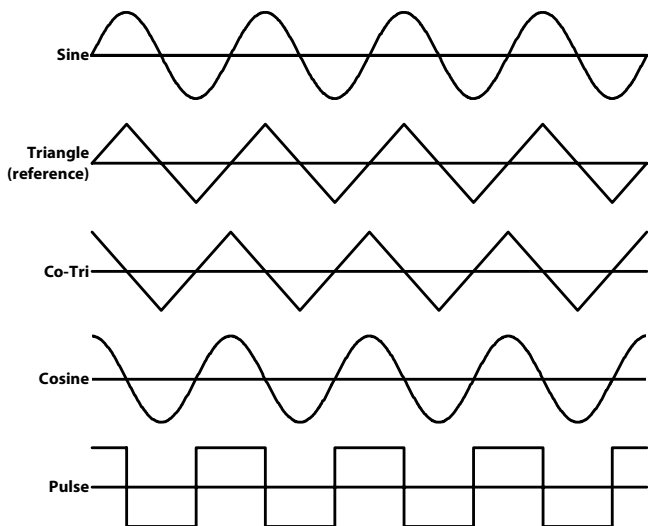 Sine
Triangle
(reference)
Co-Tri
Cosine
Pulse